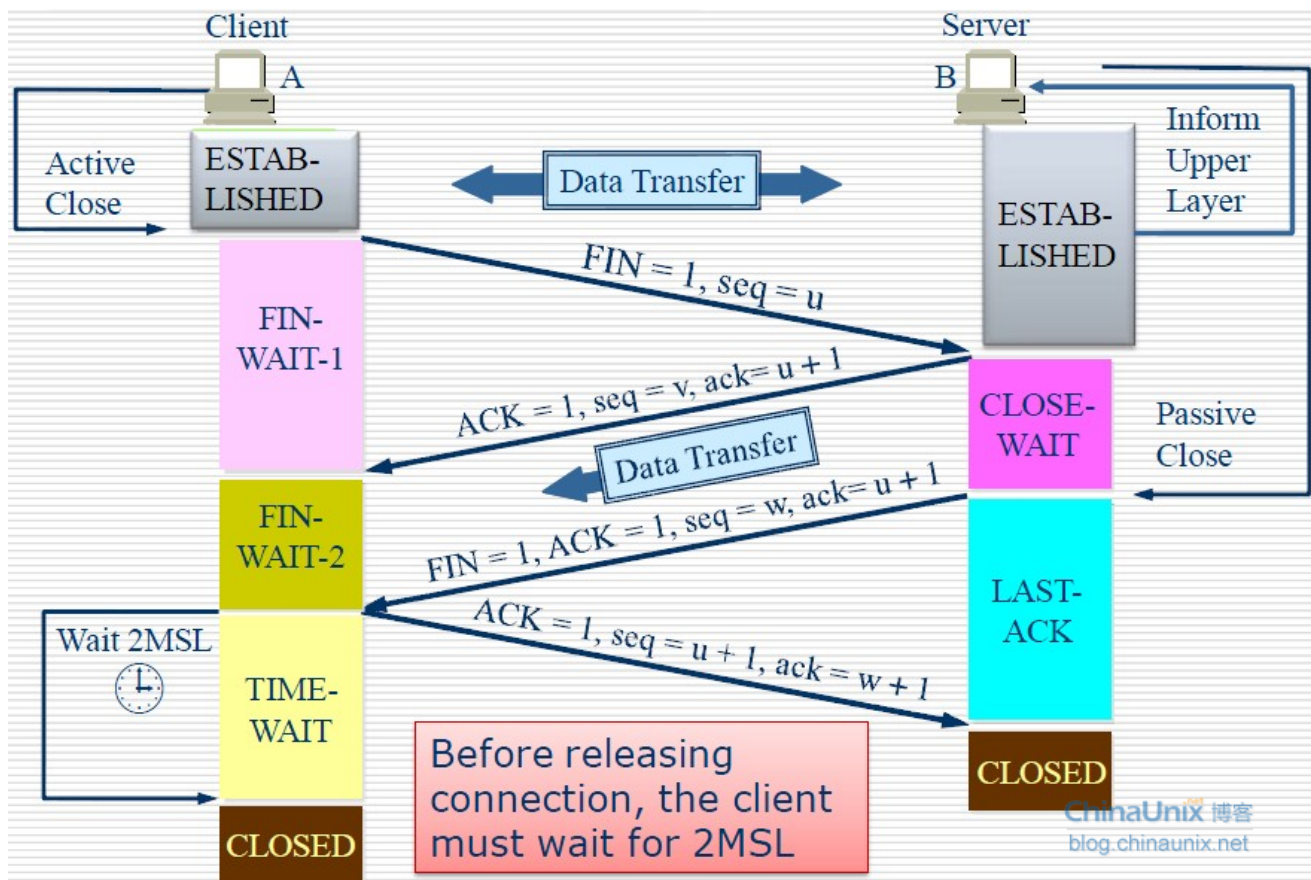 Client
Server
A
B
Active
Close
ESTAB-
LISHED
Data Transfer
ESTAB-
LISHED
Inform
Upper
Layer
FIN = 1, seq = u
FIN-
WAIT-1
ACK = 1, seq = v, ack= u + 1
CLOSE-
WAIT
Passive
Close
Data Transfer
FIN-
WAIT-2
FIN = 1, ACK = 1, seq = w, ack= u + 1
LAST-
ACK
Wait 2MSL
ACK = 1, seq = u + 1, ack = w + 1
TIME-
WAIT
Before releasing
connection, the client
must wait for 2MSL
CLOSED
CLOSED
ChinaUnix.net 博客
blog.chinaunix.net